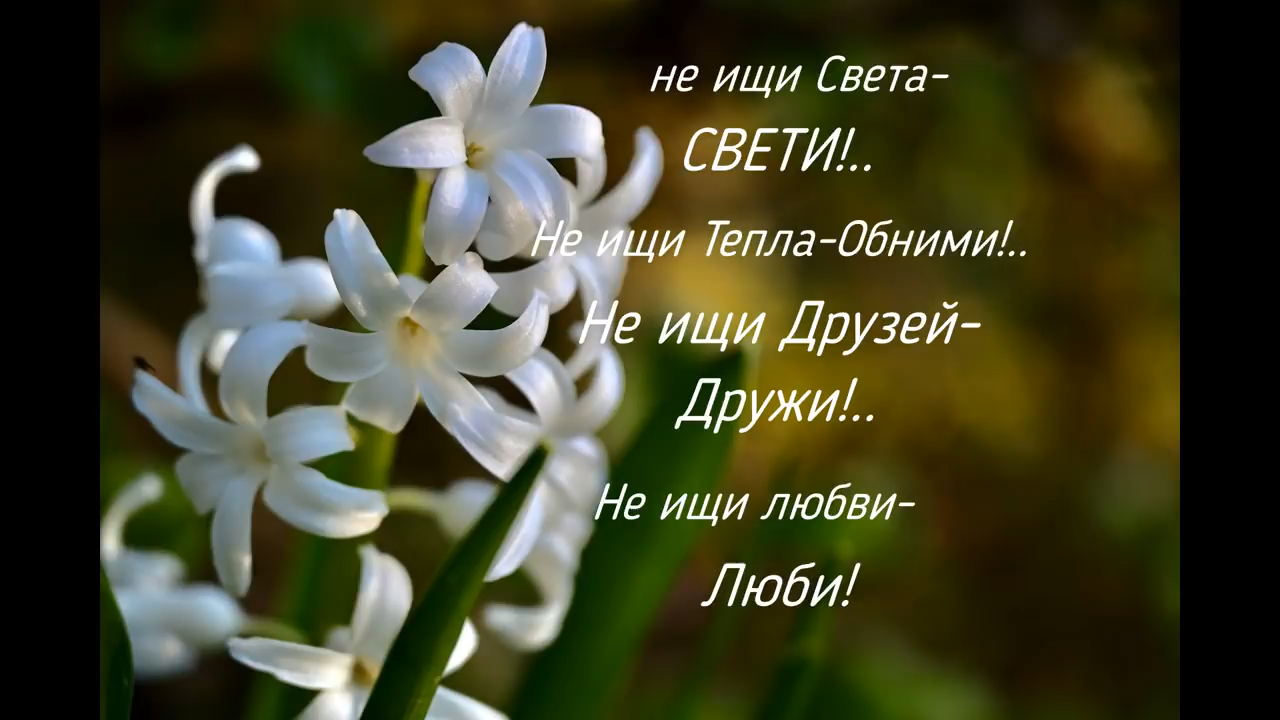 не ищи Света-
СВЕТИ!..
Не ищи Тепла-Обними!..
Не ищи Друзей-
Дружи!..
Не ищи любви-
Люби!